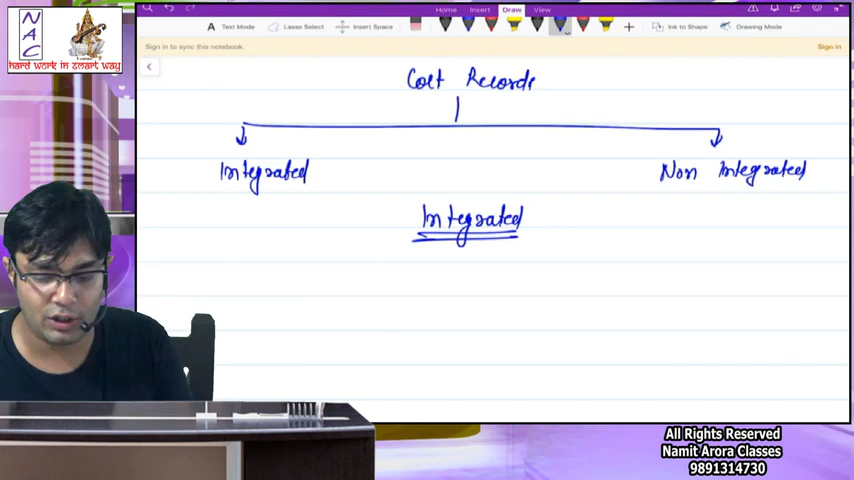 NAC
hard work in smart way
Home Insert Draw View
Text Mode Lasso Select Insert Space Ink to Shape Drawing Mode
Sign in to sync this notebook. Sign in
Cost Records
Integrated Non Integrated
Integrated
All Rights Reserved
Namit Arora Classes
9891314730